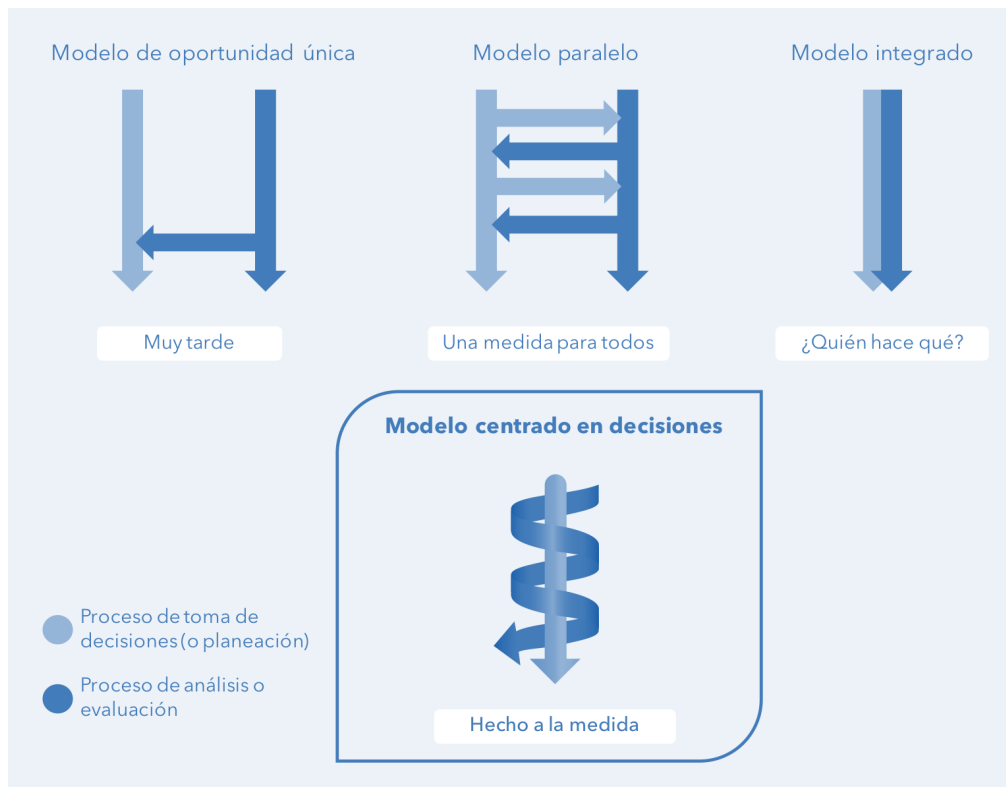 Modelo de oportunidad única
Modelo paralelo
Modelo integrado
Muy tarde
Una medida para todos
¿Quién hace qué?
Modelo centrado en decisiones
Hecho a la medida
Proceso de toma de
decisiones (o planeación)
Proceso de análisis o
evaluación